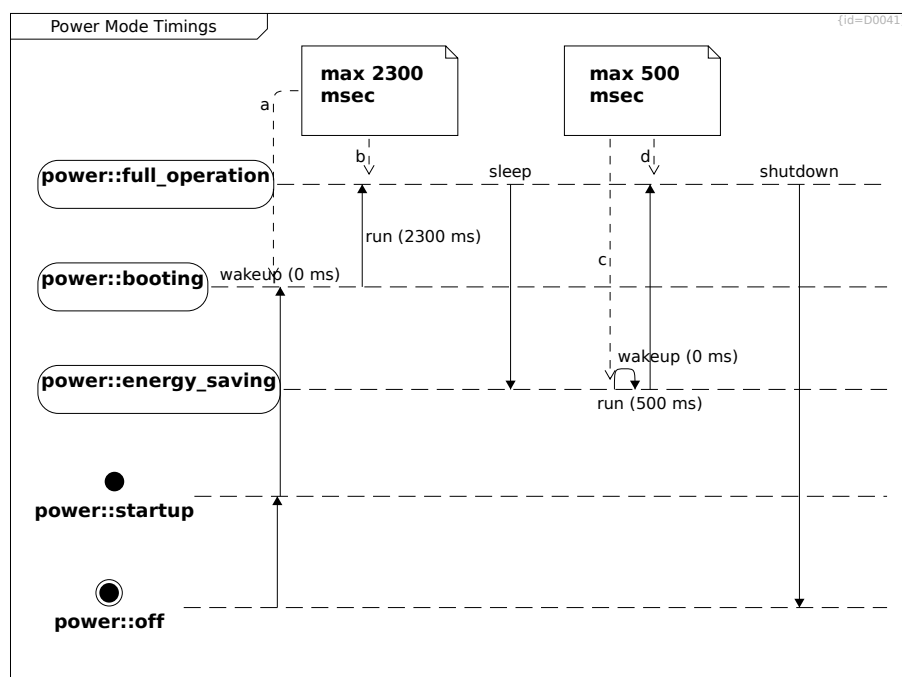 Power Mode Timings
{id=D0041
max 2300
msec
max 500
msec
a
b
d
power::full_operation
sleep
shutdown
run (2300 ms)
c
power::booting
wakeup (0 ms)
wakeup (0 ms)
power::energy_saving
run (500 ms)
power::startup
power::off